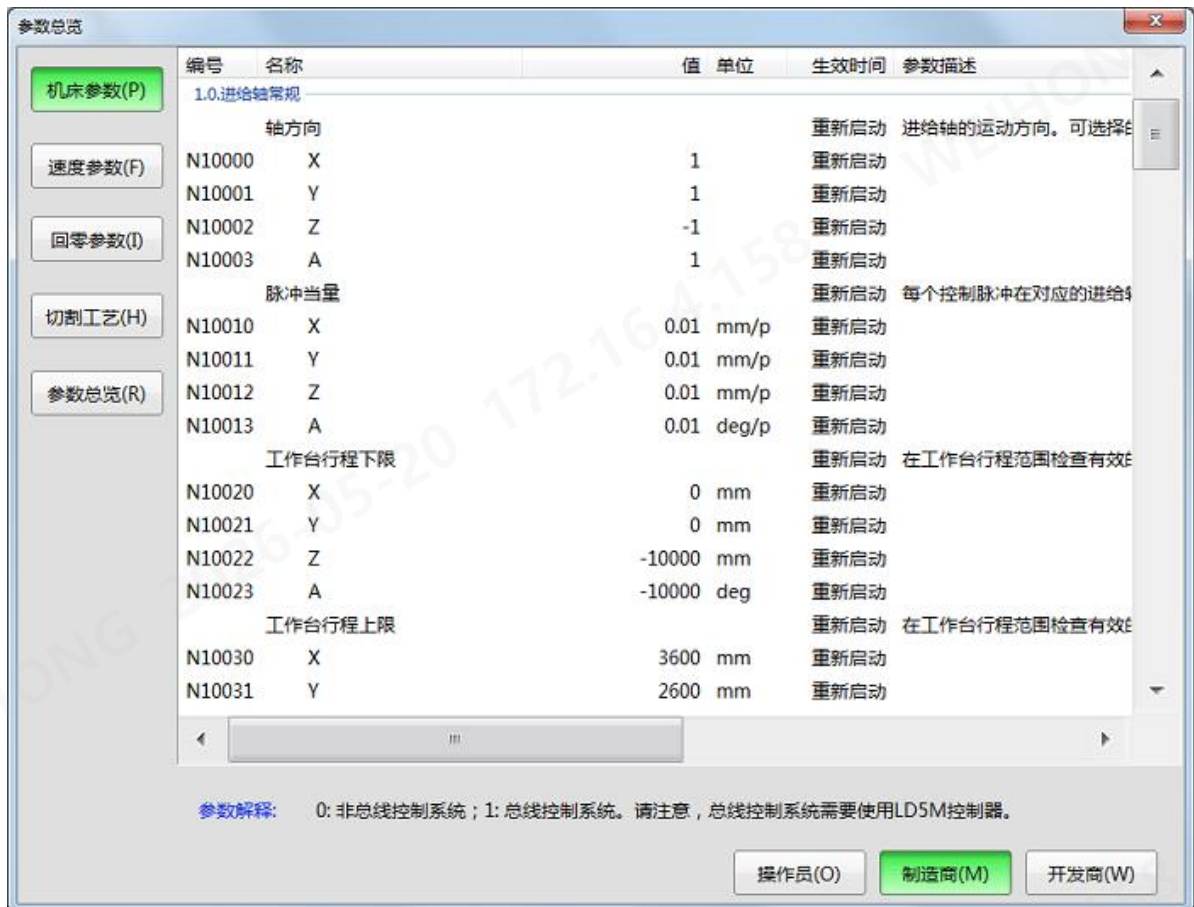 参数总览
机床参数(P)
速度参数(F)
回零参数(I)
切割工艺(H)
参数总览(R)
编号 名称 值 单位 生效时间 参数描述
1.0.进给轴常规
轴方向 重新启动 进给轴的运动方向。可选择
N10000 X 1 重新启动
N10001 Y 1 重新启动
N10002 Z -1 重新启动
N10003 A 1 重新启动
脉冲当量 重新启动 每个控制脉冲在对应的进给
N10010 X 0.01 mm/p 重新启动
N10011 Y 0.01 mm/p 重新启动
N10012 Z 0.01 mm/p 重新启动
N10013 A 0.01 deg/p 重新启动
工作台行程下限 重新启动 在工作台行程范围检查有效
N10020 X 0 mm 重新启动
N10021 Y 0 mm 重新启动
N10022 Z -10000 mm 重新启动
N10023 A -10000 deg 重新启动
工作台行程上限 重新启动 在工作台行程范围检查有效
N10030 X 3600 mm 重新启动
N10031 Y 2600 mm 重新启动
参数解释: 0: 非总线控制系统；1: 总线控制系统。请注意，总线控制系统需要使用LD5M控制器。
操作员(O) 制造商(M) 开发商(W)
172.16.4.158